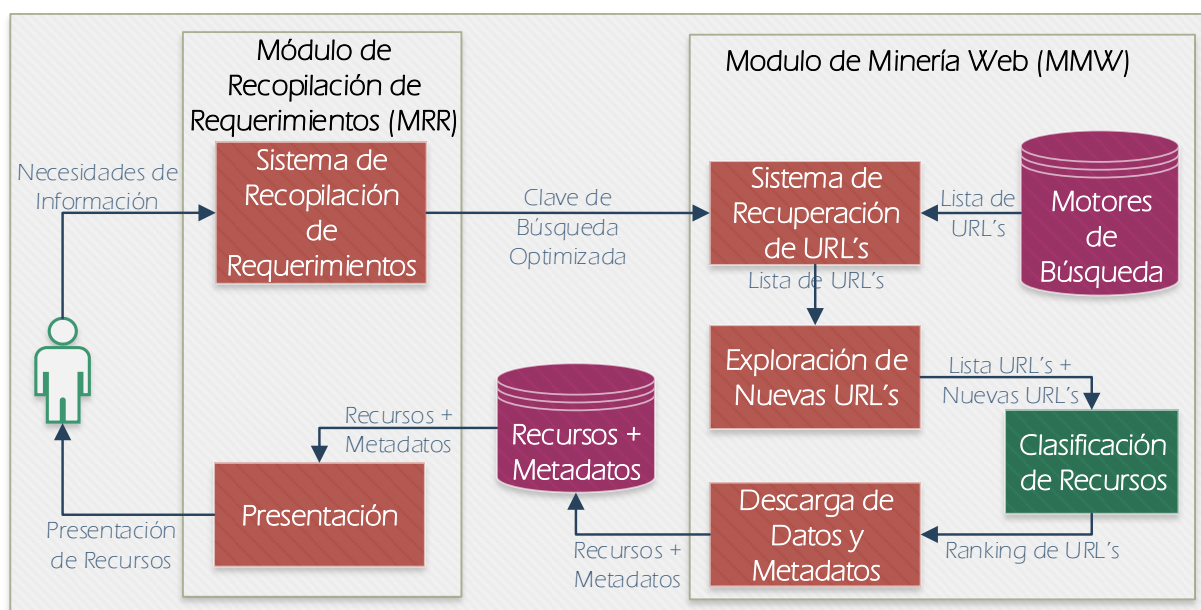 Módulo de
Recopilación de
Requerimientos (MRR)
Modulo de Minería Web (MMW)
Necesidades de
Información
Sistema de
Recopilación
de
Requerimientos
Clave de
Búsqueda
Optimizada
Sistema de
Recuperación
de URL's
Lista de
URL's
Motores
de
Búsqueda
Lista de URL's
Exploración de
Nuevas URL's
Lista URL's +
Nuevas URL's
Clasificación
de Recursos
Ranking de URL's
Descarga de
Datos y
Metadatos
Recursos +
Metadatos
Recursos +
Metadatos
Recursos +
Metadatos
Presentación
Presentación
de Recursos